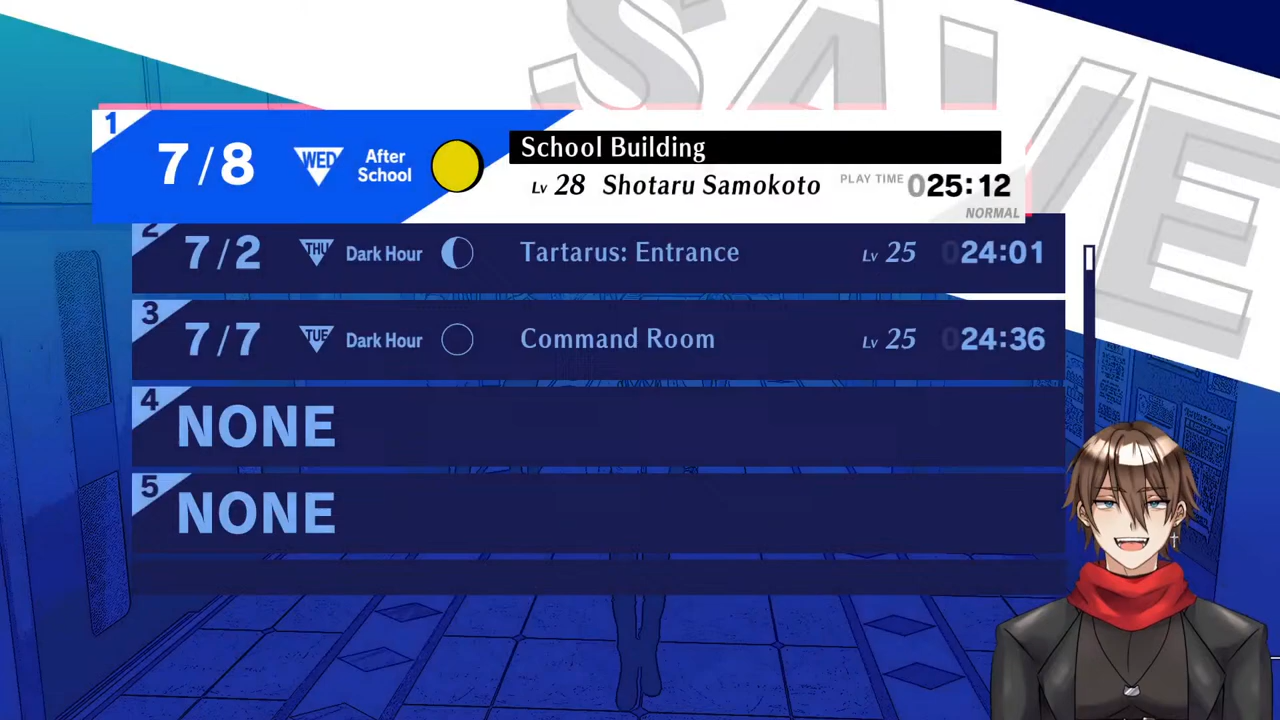 SAVE
1
7/8 WED After School School Building
Lv 28 Shotaru Samokoto PLAY TIME 025:12
NORMAL
2
7/2 THU Dark Hour Tartarus: Entrance Lv 25 024:01
3
7/7 TUE Dark Hour Command Room Lv 25 024:36
4
NONE
5
NONE